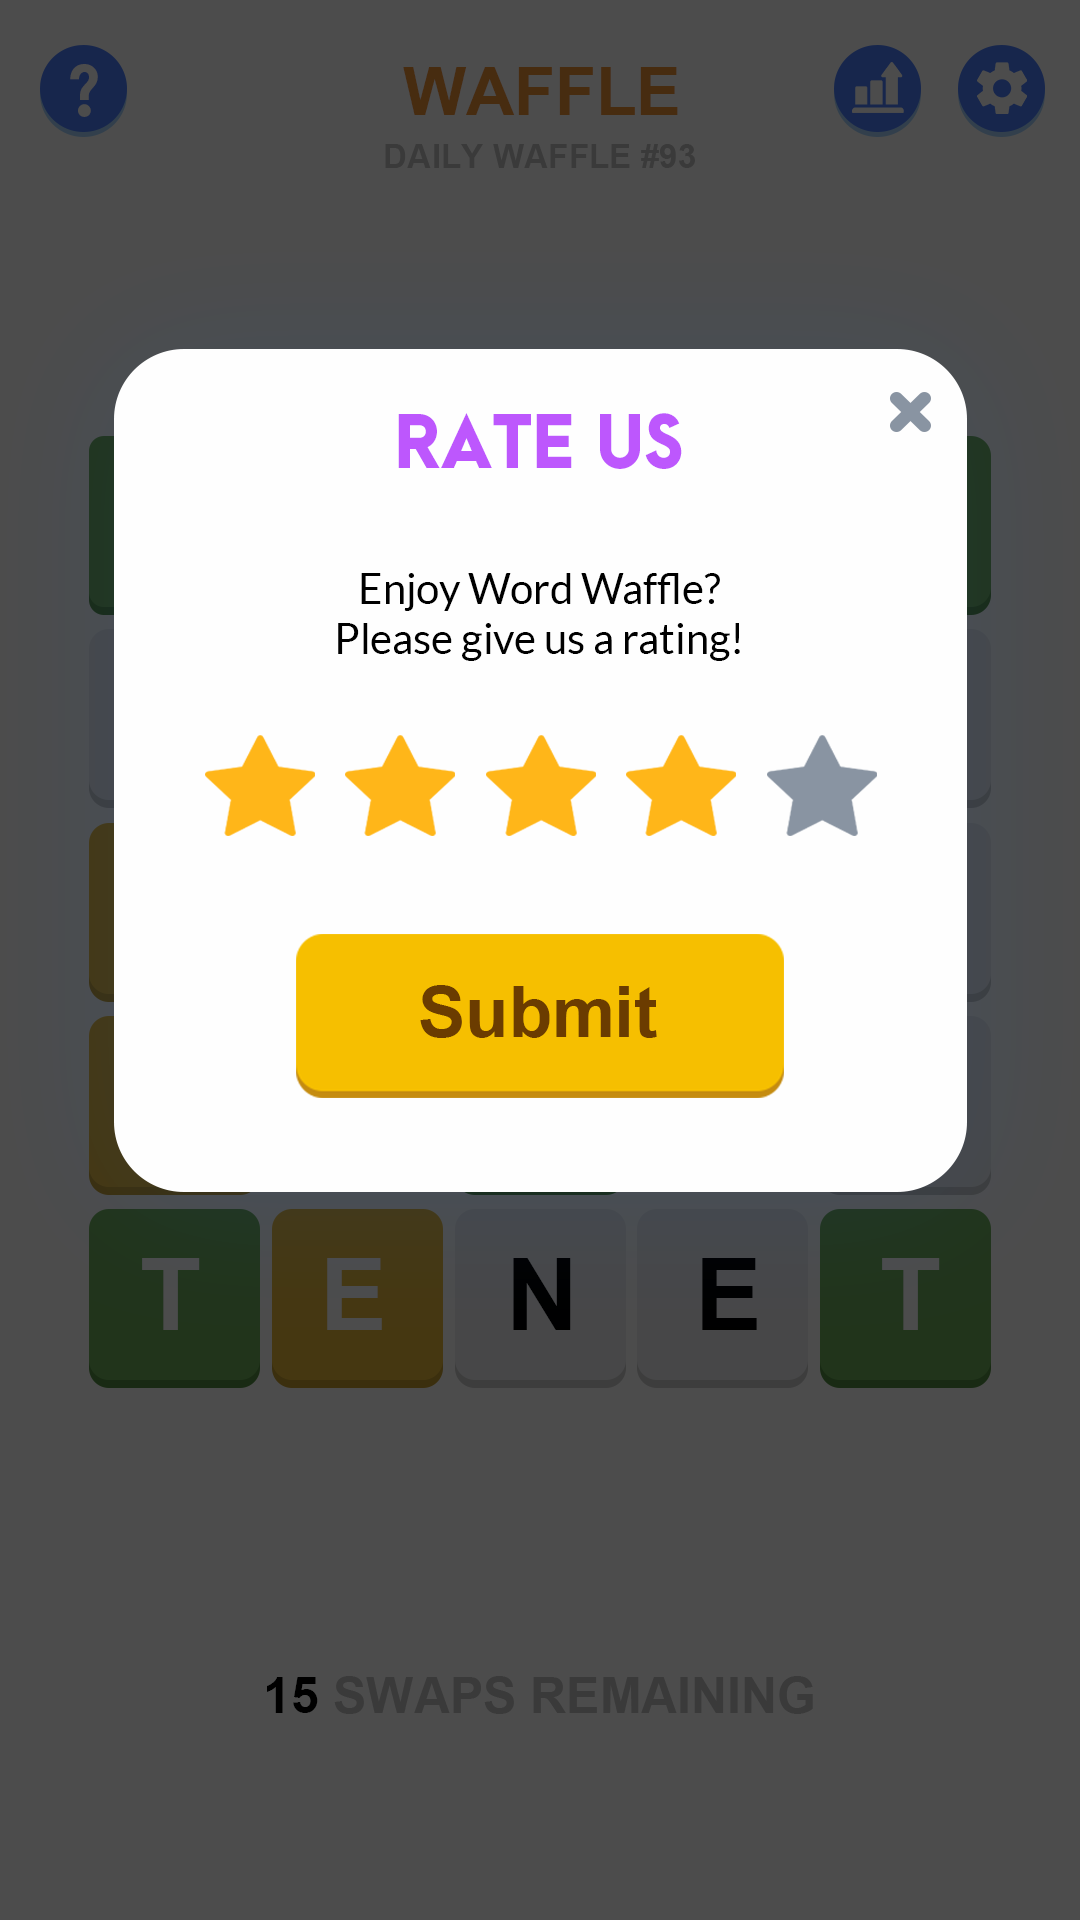 WAFFLE
DAILY WAFFLE #93
RATE US
Enjoy Word Waffle?
Please give us a rating!
Submit
T E N E T
15 SWAPS REMAINING